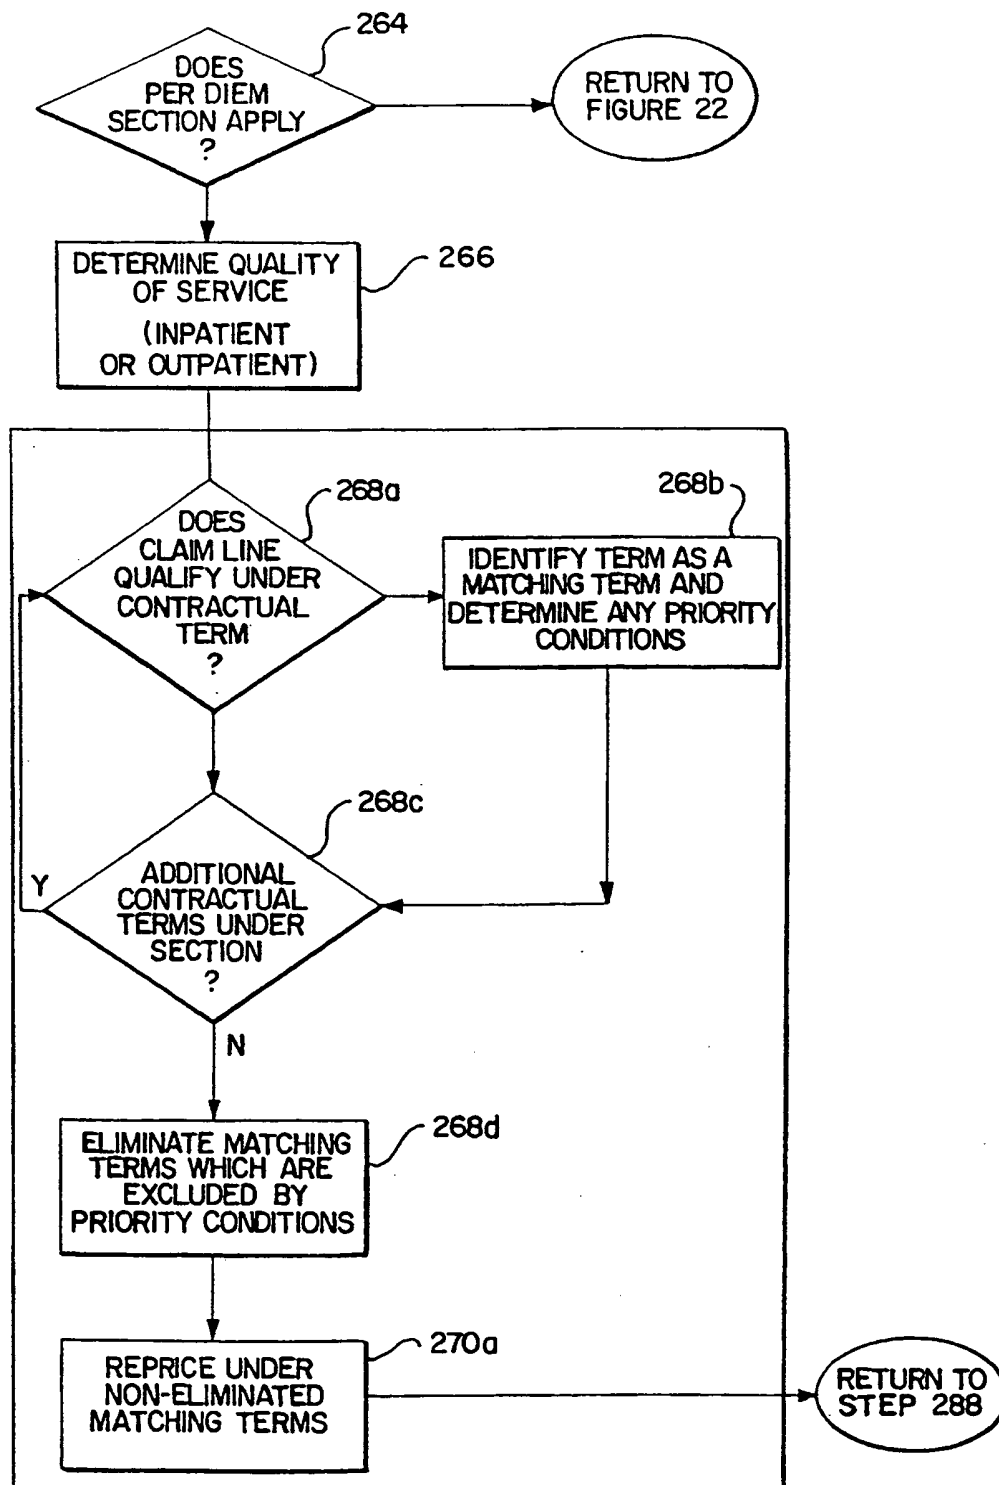 264
DOES
PER DIEM
SECTION APPLY
?
RETURN TO
FIGURE 22
266
DETERMINE QUALITY
OF SERVICE
(INPATIENT
OR OUTPATIENT)
268a
DOES
CLAIM LINE
QUALIFY UNDER
CONTRACTUAL
TERM
?
268b
IDENTIFY TERM AS A
MATCHING TERM AND
DETERMINE ANY PRIORITY
CONDITIONS
268c
ADDITIONAL
CONTRACTUAL
TERMS UNDER
SECTION
?
Y
N
268d
ELIMINATE MATCHING
TERMS WHICH ARE
EXCLUDED BY
PRIORITY CONDITIONS
270a
REPRICE UNDER
NON-ELIMINATED
MATCHING TERMS
RETURN TO
STEP 288